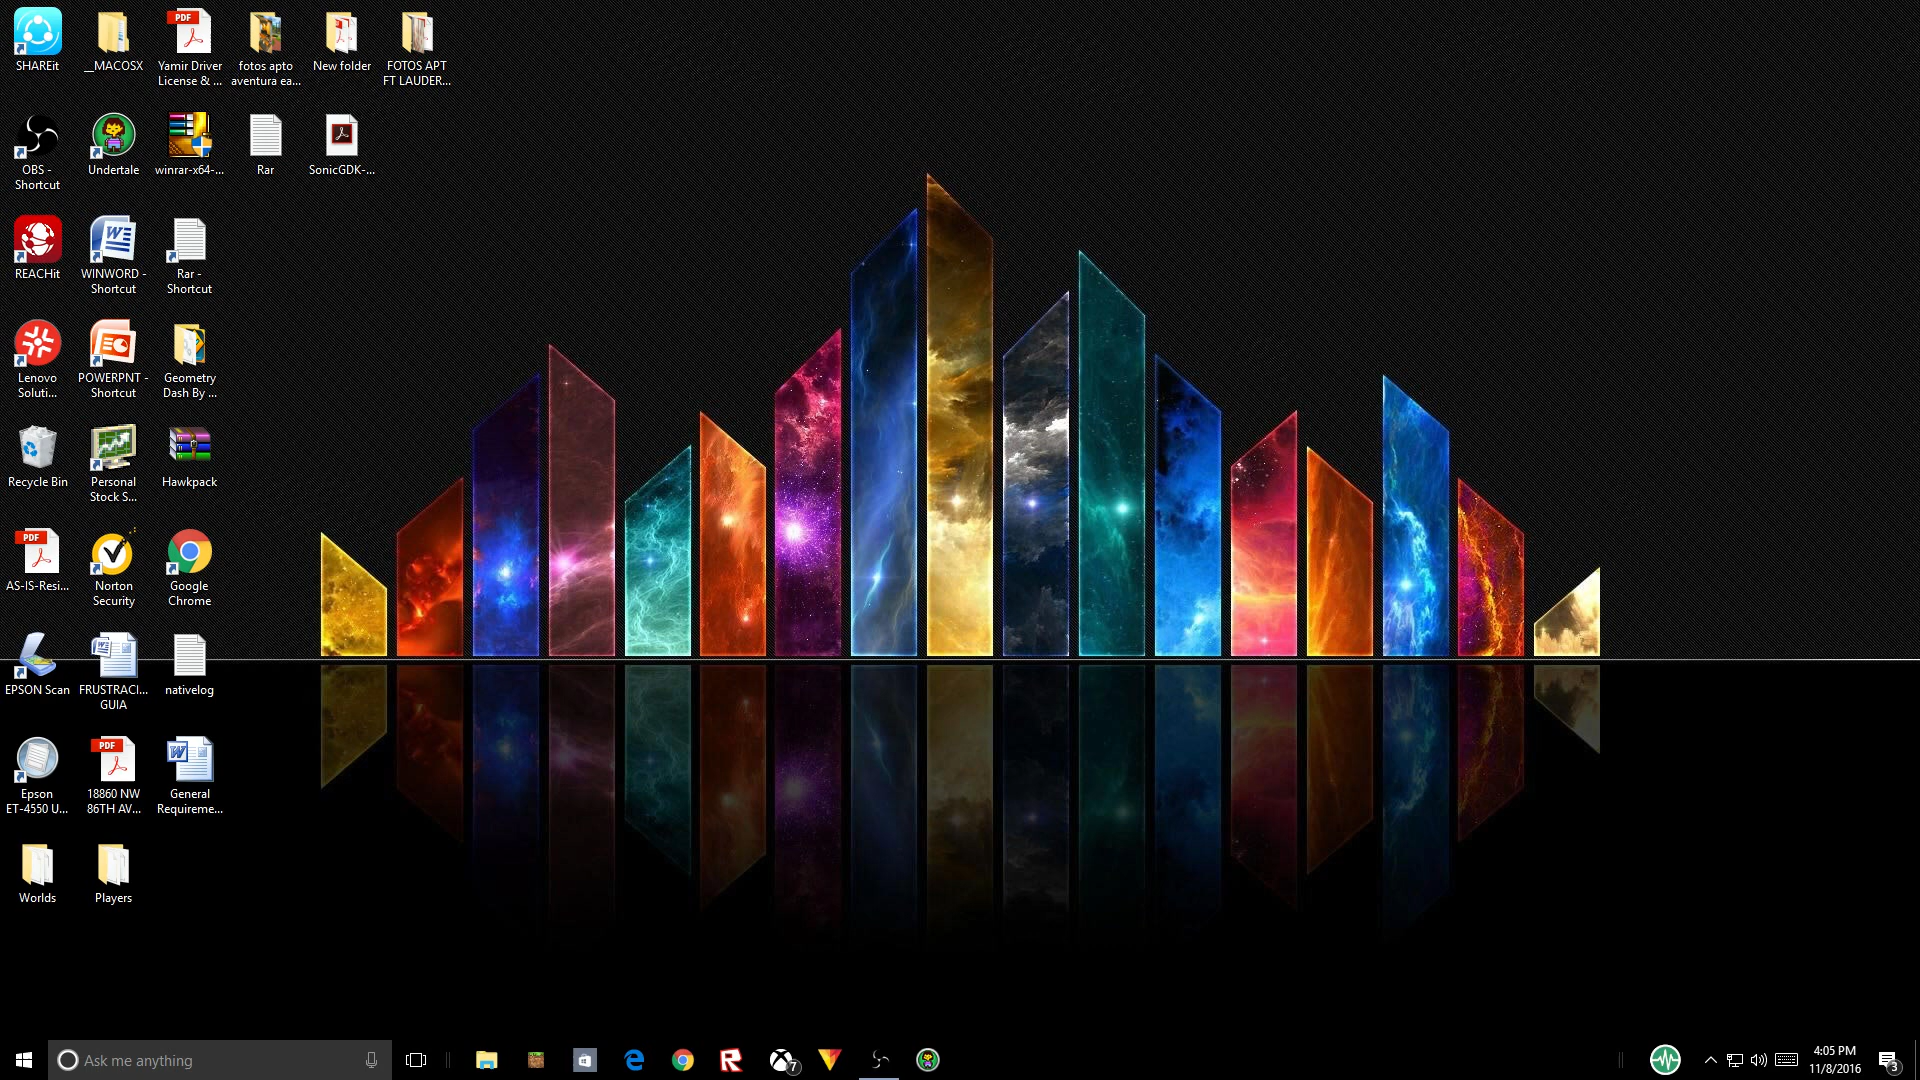 SHAREit
__MACOSX
PDF
Yamir Driver
License & ...
fotos apto
aventura ea...
New folder
FOTOS APT
FT LAUDER...
OBS -
Shortcut
Undertale
winrar-x64-...
Rar
SonicGDK-...
REACHit
WINWORD -
Shortcut
Rar -
Shortcut
Lenovo
Soluti...
POWERPNT -
Shortcut
Geometry
Dash By ...
Recycle Bin
Personal
Stock S...
Hawkpack
PDF
AS-IS-Resi...
Norton
Security
Google
Chrome
EPSON Scan
FRUSTRACI...
GUIA
nativelog
Epson
ET-4550 U...
PDF
18860 NW
86TH AV...
General
Requireme...
Worlds
Players
Ask me anything
7
4:05 PM
11/8/2016
3